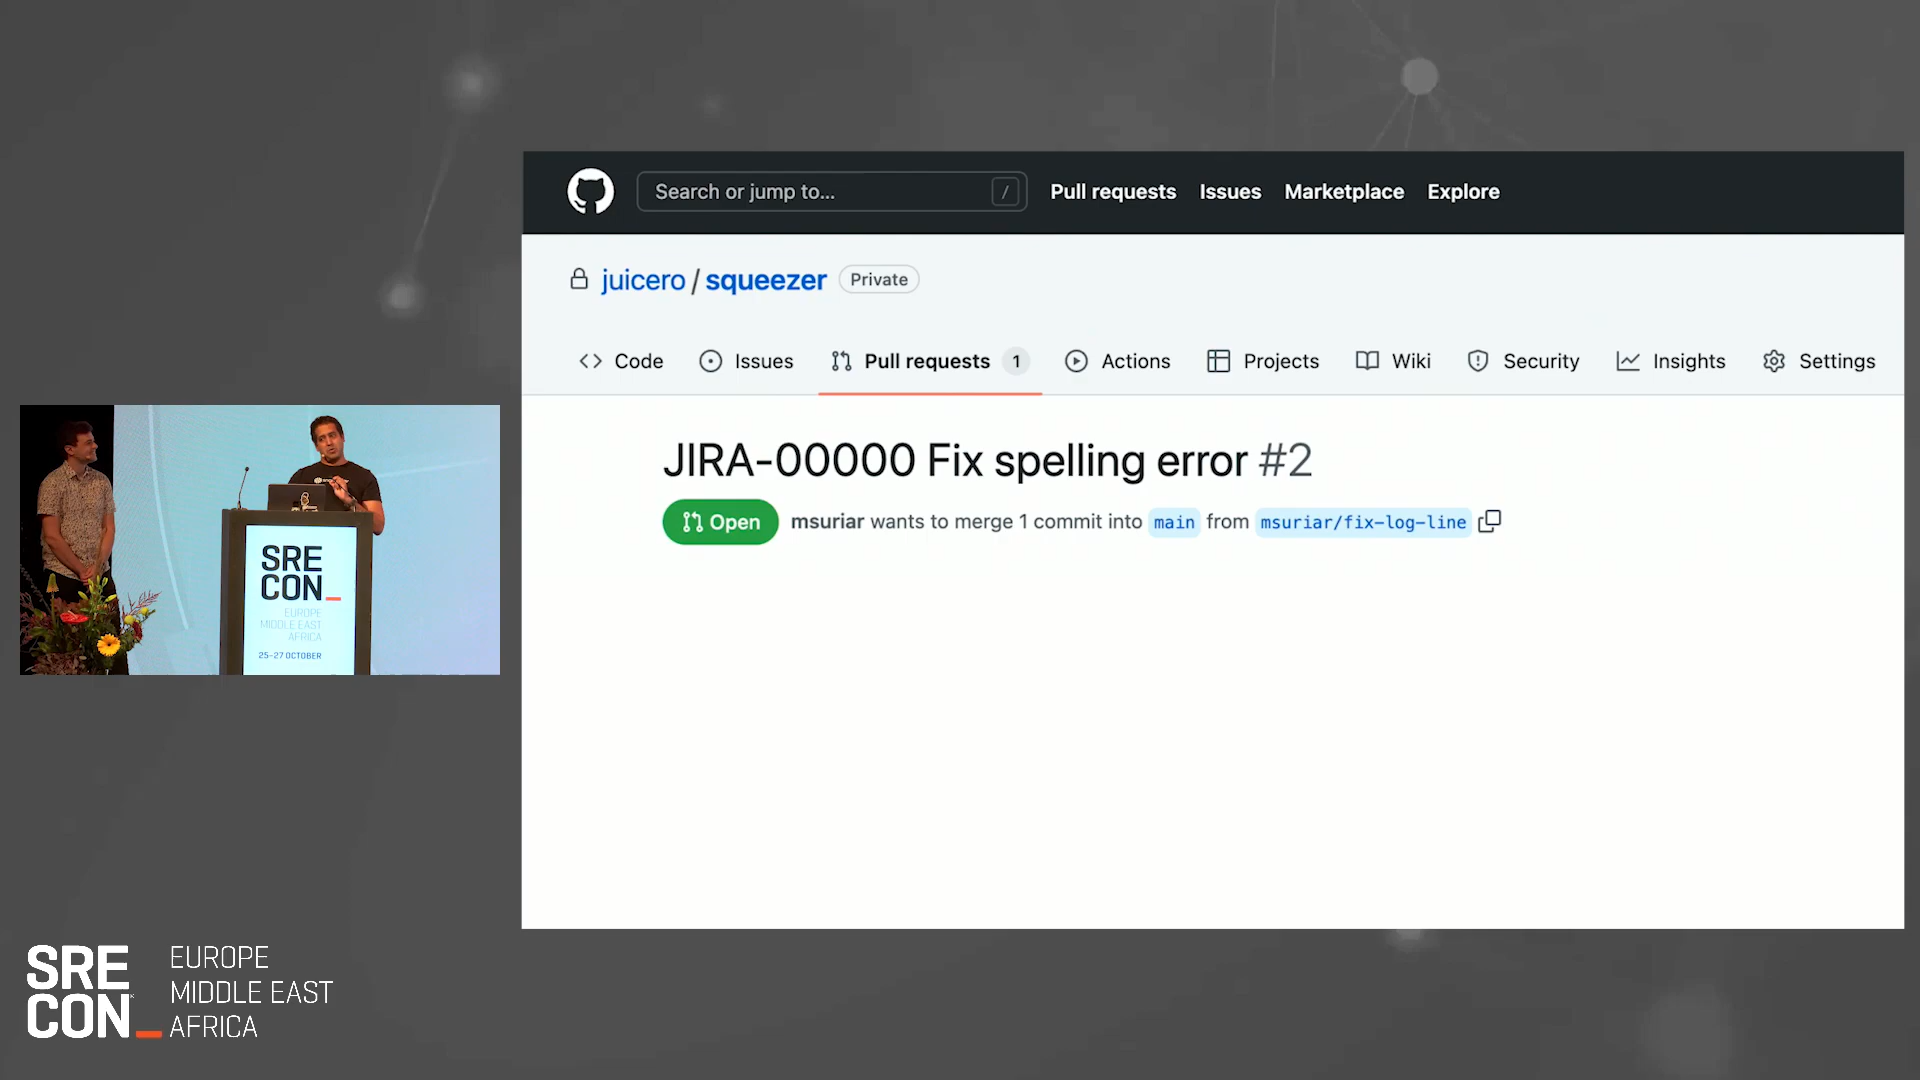 Search or jump to... /
Pull requests Issues Marketplace Explore
juicero / squeezer Private
Code Issues Pull requests 1 Actions Projects Wiki Security Insights Settings
JIRA-00000 Fix spelling error #2
Open msuriar wants to merge 1 commit into main from msuriar/fix-log-line
SRE
CON_
EUROPE
MIDDLE EAST
AFRICA
25-27 OCTOBER
SRE
CON_
EUROPE
MIDDLE EAST
AFRICA